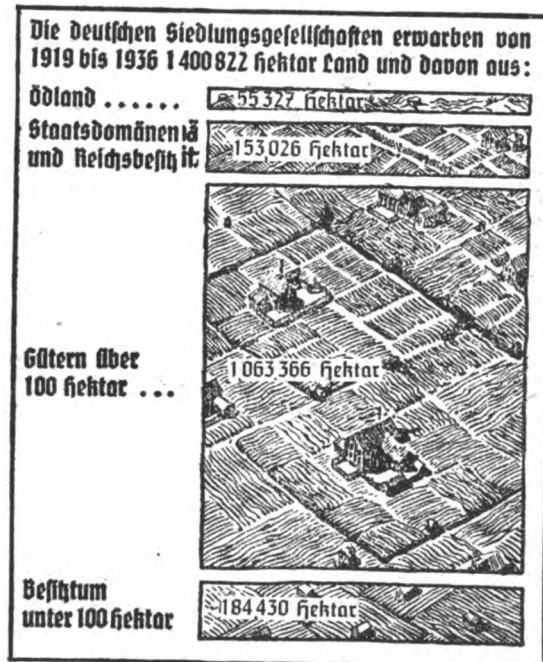 Die deutschen Siedlungsgesellschaften erwarben von
1919 bis 1936 1 400 822 Hektar Land und davon aus:
Ödland ......
55 327 Hektar
Staatsdomänen
und Reichsbesitz
153 026 Hektar
Gütern über
100 Hektar ...
1 063 366 Hektar
Besitztum
unter 100 Hektar
184 430 Hektar